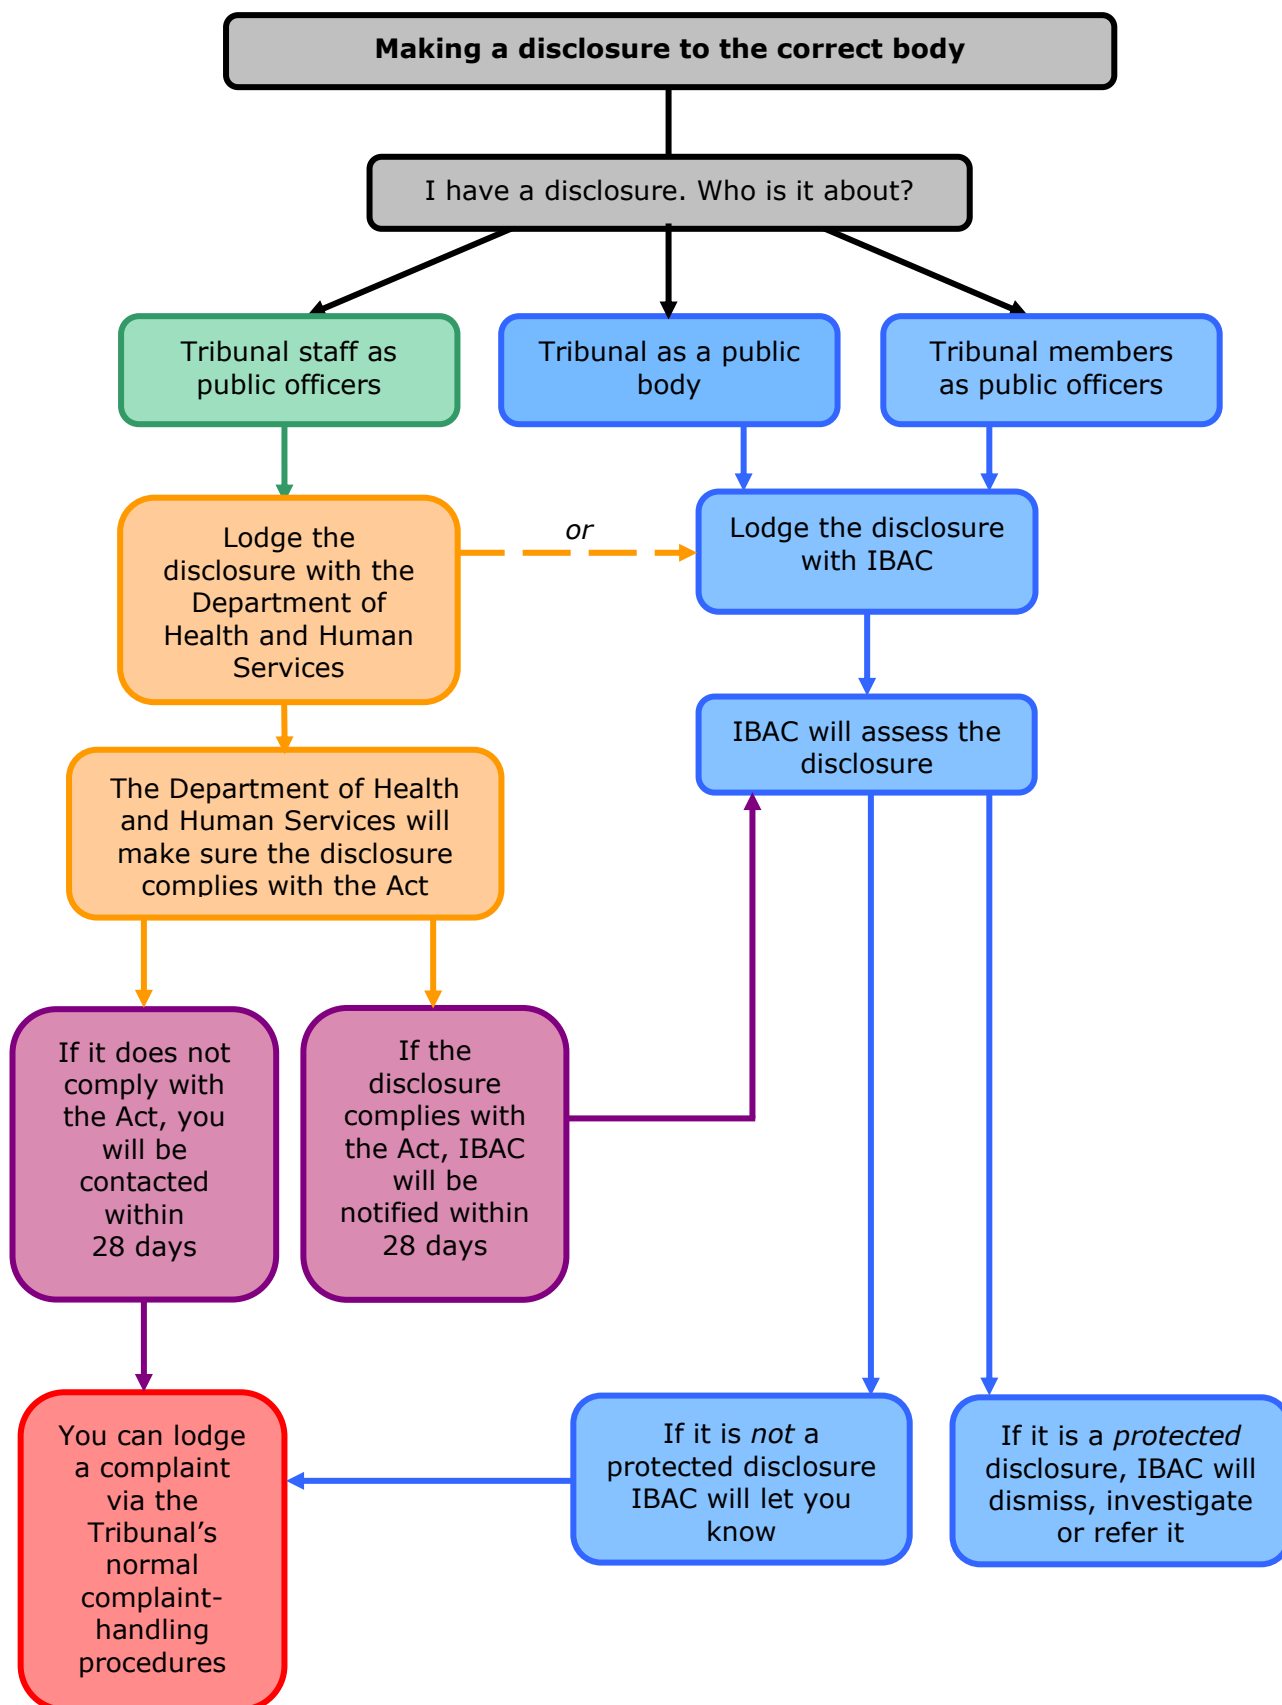 Making a disclosure to the correct body
I have a disclosure. Who is it about?
Tribunal staff as
public officers
Tribunal as a public
body
Tribunal members
as public officers
Lodge the
disclosure with the
Department of
Health and Human
Services
or
Lodge the disclosure
with IBAC
IBAC will assess the
disclosure
The Department of Health
and Human Services will
make sure the disclosure
complies with the Act
If it does not
comply with
the Act, you
will be
contacted
within
28 days
If the
disclosure
complies with
the Act, IBAC
will be
notified within
28 days
You can lodge
a complaint
via the
Tribunal’s
normal
complaint-
handling
procedures
If it is not a
protected disclosure
IBAC will let you
know
If it is a protected
disclosure, IBAC will
dismiss, investigate
or refer it